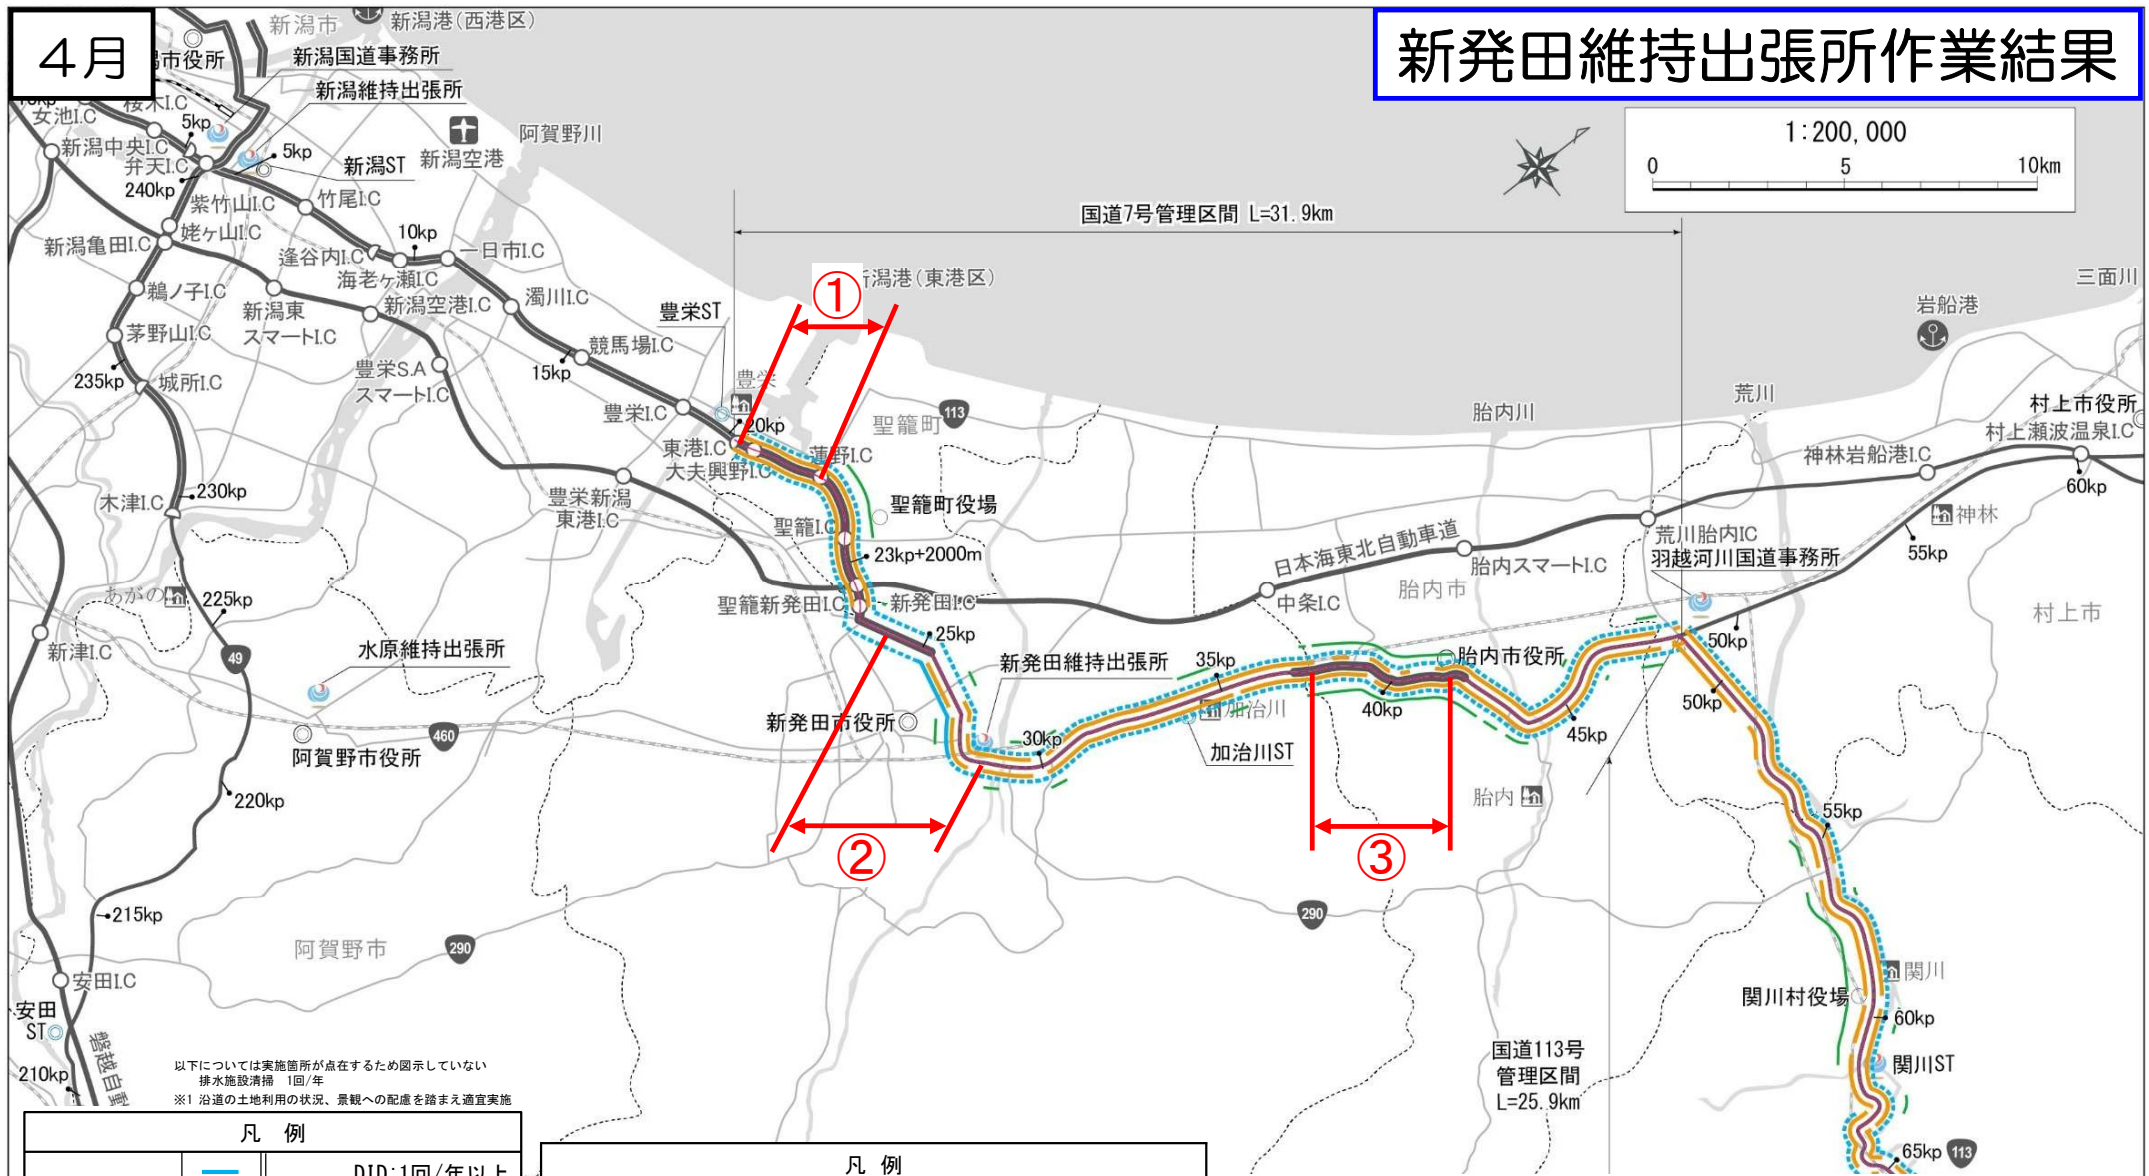 4月
新発田維持出張所作業結果
新潟市
新潟港(西港区)
市役所
新潟国道事務所
新潟維持出張所
桜木I.C
女池I.C
5kp
新潟中央I.C
弁天I.C
5kp
新潟ST
新潟空港
阿賀野川
240kp
紫竹山I.C
竹尾I.C
姥ヶ山I.C
新潟亀田I.C
10kp
逢谷内I.C
一日市I.C
海老ヶ瀬I.C
鵜ノ子I.C
新潟東
スマートI.C
新潟空港I.C
濁川I.C
茅野山I.C
235kp
城所I.C
豊栄S.A
スマートI.C
15kp
競馬場I.C
豊栄ST
豊栄
豊栄I.C
20kp
東港I.C
大夫興野I.C
蓮野I.C
①
新潟港(東港区)
国道7号管理区間 L=31.9km
1:200,000
0 5 10km
三面川
岩船港
荒川
胎内川
113
聖籠町
村上市役所
村上瀬波温泉I.C
神林岩船港I.C
60kp
神林
55kp
木津I.C
230kp
豊栄新潟
東港I.C
聖籠I.C
聖籠町役場
23kp+2000m
日本海東北自動車道
胎内スマートI.C
荒川胎内IC
羽越河川国道事務所
あがの
225kp
聖籠新発田I.C
新発田I.C
中条I.C
胎内市
村上市
新津I.C
49
水原維持出張所
25kp
新発田維持出張所
35kp
胎内市役所
50kp
50kp
460
阿賀野市役所
新発田市役所
30kp
加治川
加治川ST
40kp
45kp
胎内
220kp
②
③
55kp
215kp
阿賀野市
290
290
安田I.C
安田
ST
磐越自動
210kp
関川
関川村役場
60kp
関川ST
国道113号
管理区間
L=25.9km
65kp
113
以下については実施箇所が点在するため図示していない
排水施設清掃 1回/年
※1 沿道の土地利用の状況、景観への配慮を踏まえ適宜実施
凡 例
DID:1回/年以上
凡 例